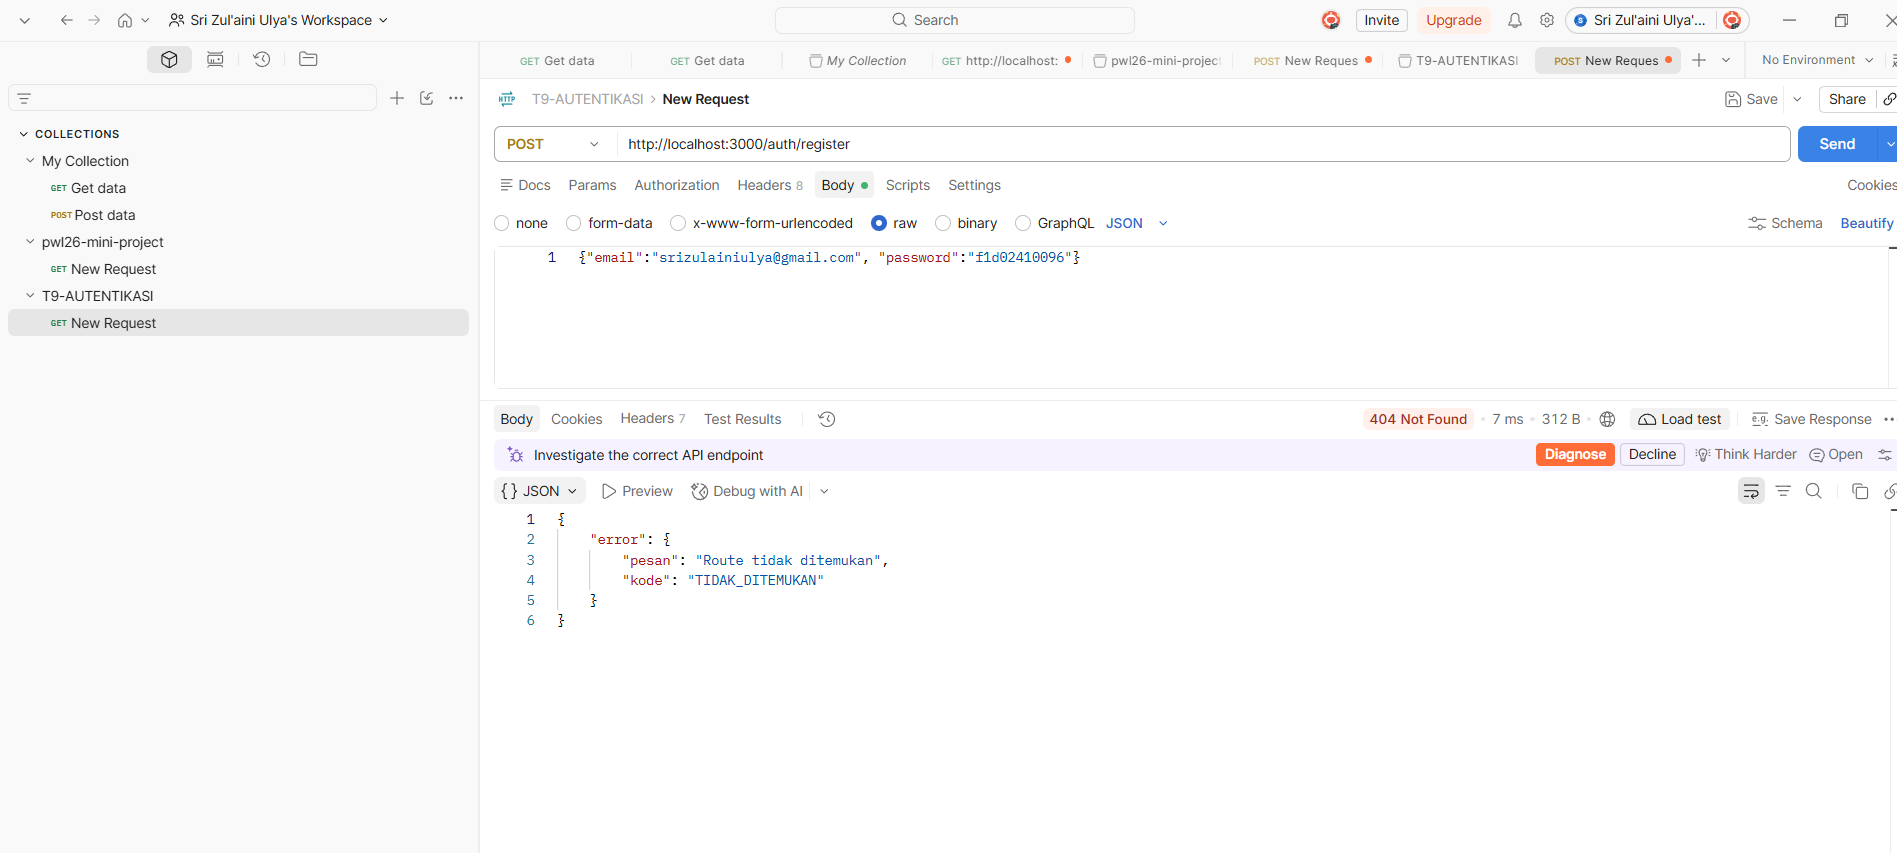 Sri Zul'aini Ulya's Workspace
Search
Invite
Upgrade
Sri Zul'aini Ulya'...
GET Get data
GET Get data
My Collection
GET http://localhost:
pwl26-mini-projec
POST New Reques
T9-AUTENTIKASI
POST New Reques
No Environment
T9-AUTENTIKASI > New Request
Save
Share
COLLECTIONS
My Collection
GET Get data
POST Post data
pwl26-mini-project
GET New Request
T9-AUTENTIKASI
GET New Request
POST
http://localhost:3000/auth/register
Send
Docs
Params
Authorization
Headers 8
Body
Scripts
Settings
Cookies
none
form-data
x-www-form-urlencoded
raw
binary
GraphQL
JSON
Schema
Beautify
1 {"email":"srizulainiulya@gmail.com", "password":"f1d02410096"}
Body
Cookies
Headers 7
Test Results
404 Not Found
7 ms
312 B
Load test
e.g. Save Response
Investigate the correct API endpoint
Diagnose
Decline
Think Harder
Open
{} JSON
Preview
Debug with AI
1 {
2 "error": {
3 "pesan": "Route tidak ditemukan",
4 "kode": "TIDAK_DITEMUKAN"
5 }
6 }